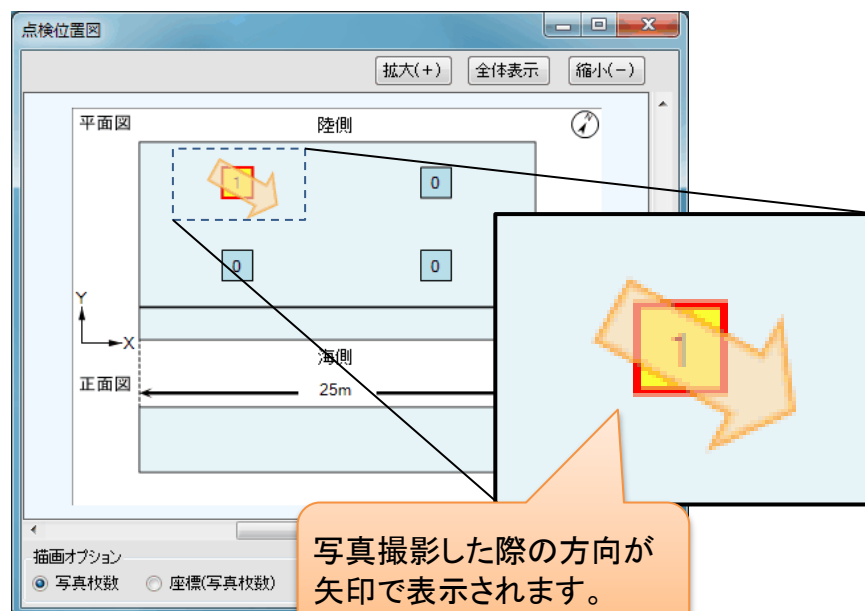 点検位置図
拡大(+) 全体表示 縮小(-)
平面図 陸側 N
1 0
0 0
1
Y
X
海側
正面図 25m
描画オプション
写真枚数 座標(写真枚数)
写真撮影した際の方向が
矢印で表示されます。